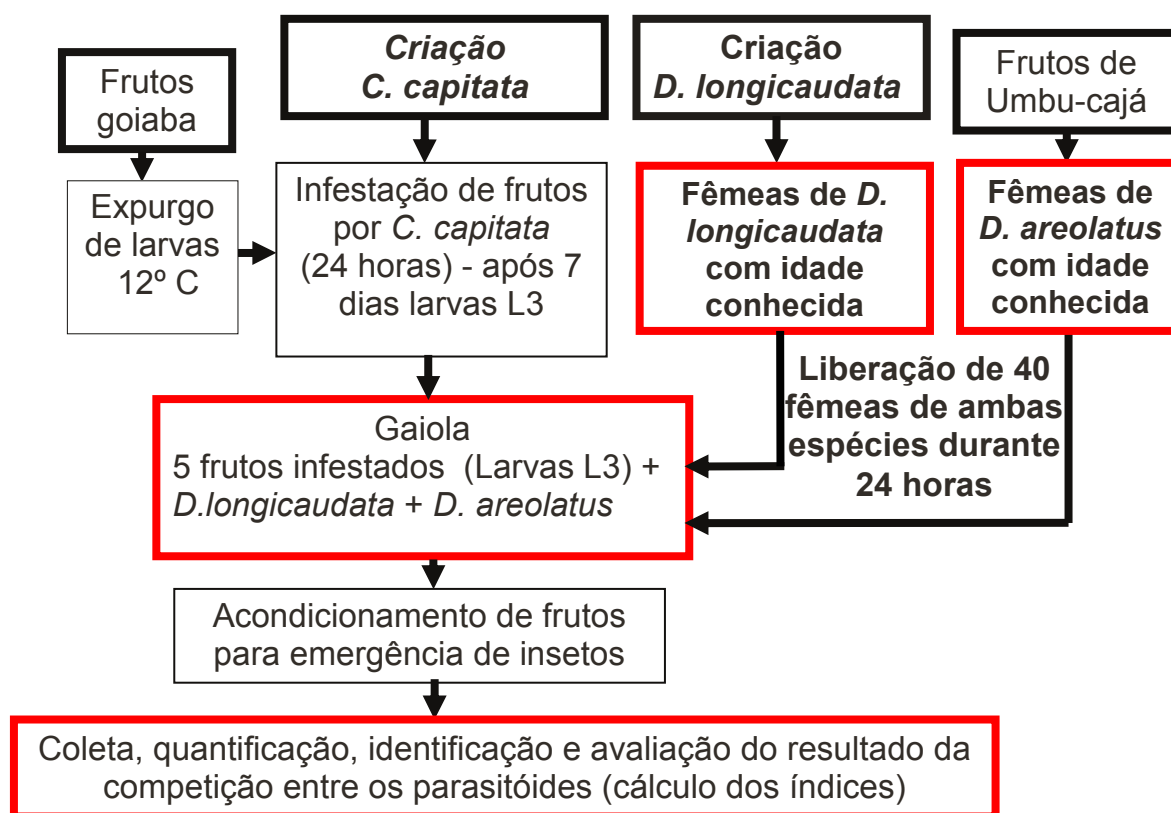 Frutos
goiaba
Criação
C. capitata
Criação
D. longicaudata
Frutos de
Umbu-cajá
Expurgo
de larvas
12º C
Infestação de frutos
por C. capitata
(24 horas) - após 7
dias larvas L3
Fêmeas de D.
longicaudata
com idade
conhecida
Fêmeas de
D. areolatus
com idade
conhecida
Liberação de 40
fêmeas de ambas
espécies durante
24 horas
Gaiola
5 frutos infestados (Larvas L3) +
D.longicaudata + D. areolatus
Acondicionamento de frutos
para emergência de insetos
Coleta, quantificação, identificação e avaliação do resultado da
competição entre os parasitóides (cálculo dos índices)